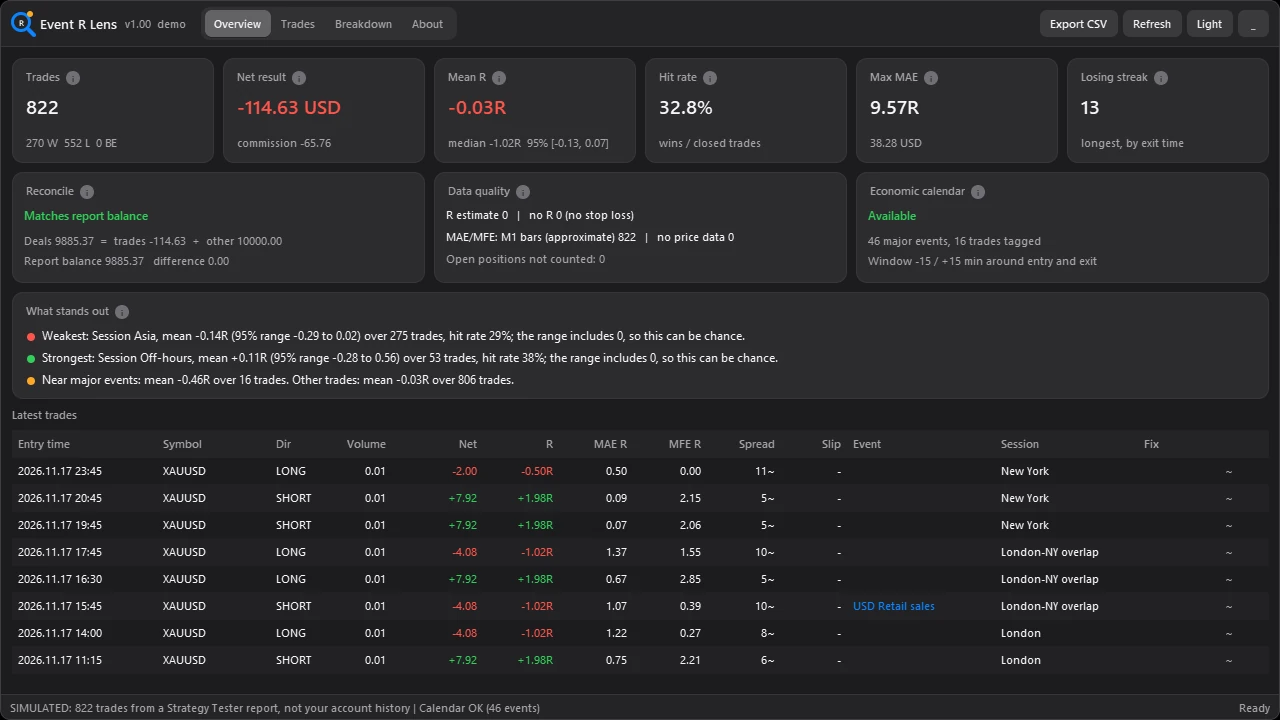 Event R Lens v1.00 demo Overview Trades Breakdown About Export CSV Refresh Light _
Trades i Net result i Mean R i Hit rate i Max MAE i Losing streak i
822 -114.63 USD -0.03R 32.8% 9.57R 13
270 W 552 L 0 BE commission -65.76 median -1.02R 95% [-0.13, 0.07] wins / closed trades 38.28 USD longest, by exit time
Reconcile i
Matches report balance
Deals 9885.37 = trades -114.63 + other 10000.00
Report balance 9885.37 difference 0.00
Data quality i
R estimate 0 | no R 0 (no stop loss)
MAE/MFE: M1 bars (approximate) 822 | no price data 0
Open positions not counted: 0
Economic calendar i
Available
46 major events, 16 trades tagged
Window -15 / +15 min around entry and exit
What stands out i
Weakest: Session Asia, mean -0.14R (95% range -0.29 to 0.02) over 275 trades, hit rate 29%; the range includes 0, so this can be chance.
Strongest: Session Off-hours, mean +0.11R (95% range -0.28 to 0.56) over 53 trades, hit rate 38%; the range includes 0, so this can be chance.
Near major events: mean -0.46R over 16 trades. Other trades: mean -0.03R over 806 trades.
Latest trades
Entry time Symbol Dir Volume Net R MAE R MFE R Spread Slip Event Session Fix
2026.11.17 23:45 XAUUSD LONG 0.01 -2.00 -0.50R 0.50 0.00 11~ - New York ~
2026.11.17 20:45 XAUUSD SHORT 0.01 +7.92 +1.98R 0.09 2.15 5~ - New York ~
2026.11.17 19:45 XAUUSD SHORT 0.01 +7.92 +1.98R 0.07 2.06 5~ - New York ~
2026.11.17 17:45 XAUUSD LONG 0.01 -4.08 -1.02R 1.37 1.55 10~ - London-NY overlap ~
2026.11.17 16:30 XAUUSD LONG 0.01 +7.92 +1.98R 0.67 2.85 5~ - London-NY overlap ~
2026.11.17 15:45 XAUUSD SHORT 0.01 -4.08 -1.02R 1.07 0.39 10~ - USD Retail sales London-NY overlap ~
2026.11.17 14:00 XAUUSD LONG 0.01 -4.08 -1.02R 1.22 0.27 8~ - London ~
2026.11.17 11:15 XAUUSD SHORT 0.01 +7.92 +1.98R 0.75 2.21 6~ - London ~
SIMULATED: 822 trades from a Strategy Tester report, not your account history | Calendar OK (46 events) Ready